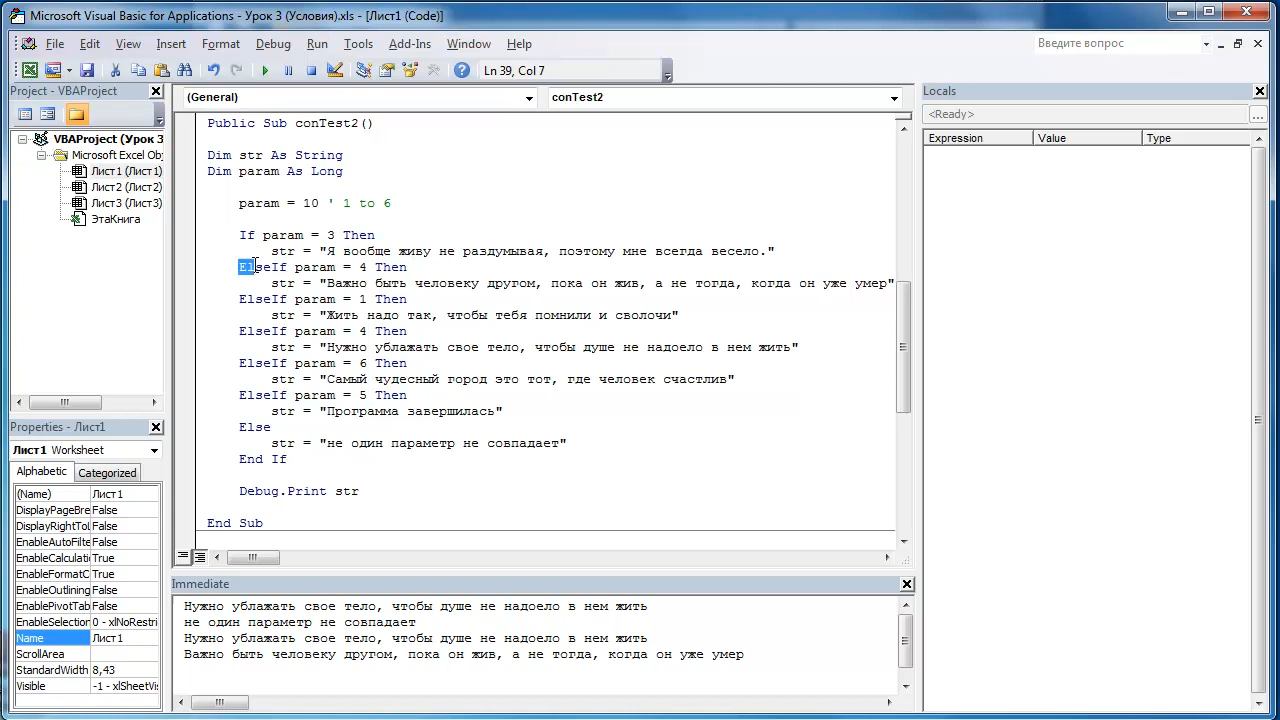 Microsoft Visual Basic for Applications - Урок 3 (Условия).xls - [Лист1 (Code)]
File Edit View Insert Format Debug Run Tools Add-Ins Window Help
Введите вопрос
Ln 39, Col 7
Project - VBAProject
VBAProject (Урок 3
Microsoft Excel Obj
Лист1 (Лист1)
Лист2 (Лист2)
Лист3 (Лист3)
ЭтаКнига
Properties - Лист1
Лист1 Worksheet
Alphabetic Categorized
(Name) Лист1
DisplayPageBre False
DisplayRightToL False
EnableAutoFilte False
EnableCalculati True
EnableFormatC True
EnableOutlining False
EnablePivotTab False
EnableSelection 0 - xlNoRestri
Name Лист1
ScrollArea
StandardWidth 8,43
Visible -1 - xlSheetVis
(General) conTest2
Public Sub conTest2()
Dim str As String
Dim param As Long
param = 10 ' 1 to 6
If param = 3 Then
str = "Я вообще живу не раздумывая, поэтому мне всегда весело."
ElseIf param = 4 Then
str = "Важно быть человеку другом, пока он жив, а не тогда, когда он уже умер"
ElseIf param = 1 Then
str = "Жить надо так, чтобы тебя помнили и сволочи"
ElseIf param = 4 Then
str = "Нужно ублажать свое тело, чтобы душе не надоело в нем жить"
ElseIf param = 6 Then
str = "Самый чудесный город это тот, где человек счастлив"
ElseIf param = 5 Then
str = "Программа завершилась"
Else
str = "не один параметр не совпадает"
End If
Debug.Print str
End Sub
Immediate
Нужно ублажать свое тело, чтобы душе не надоело в нем жить
не один параметр не совпадает
Нужно ублажать свое тело, чтобы душе не надоело в нем жить
Важно быть человеку другом, пока он жив, а не тогда, когда он уже умер
Locals
<Ready>
...
Expression Value Type